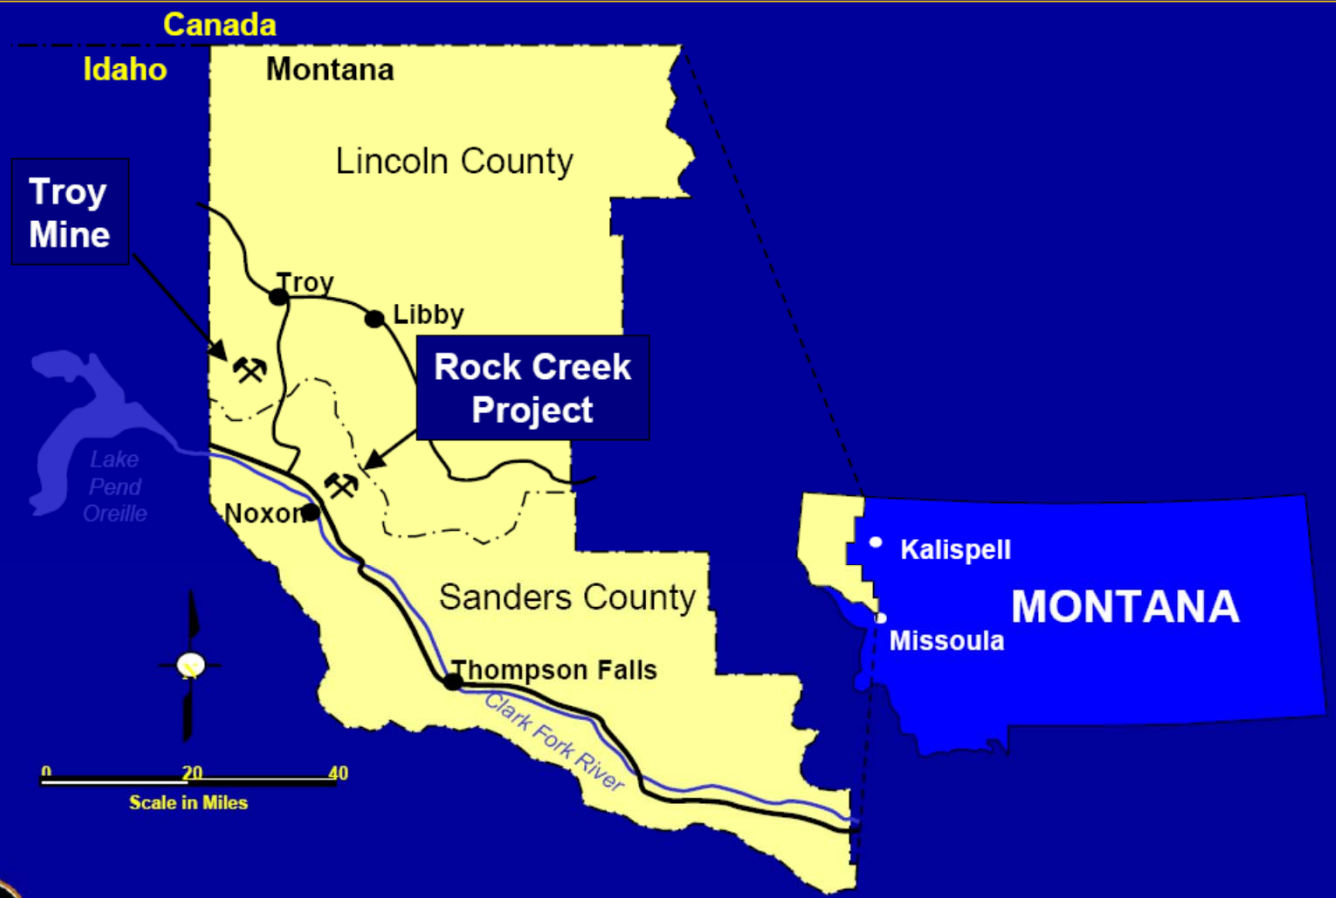 Canada
Idaho
Montana
Lincoln County
Troy
Mine
Troy
Libby
Rock Creek
Project
Lake
Pend
Oreille
Noxon
Kalispell
Sanders County
MONTANA
Missoula
N
Thompson Falls
Clark Fork River
0 20 40
Scale in Miles